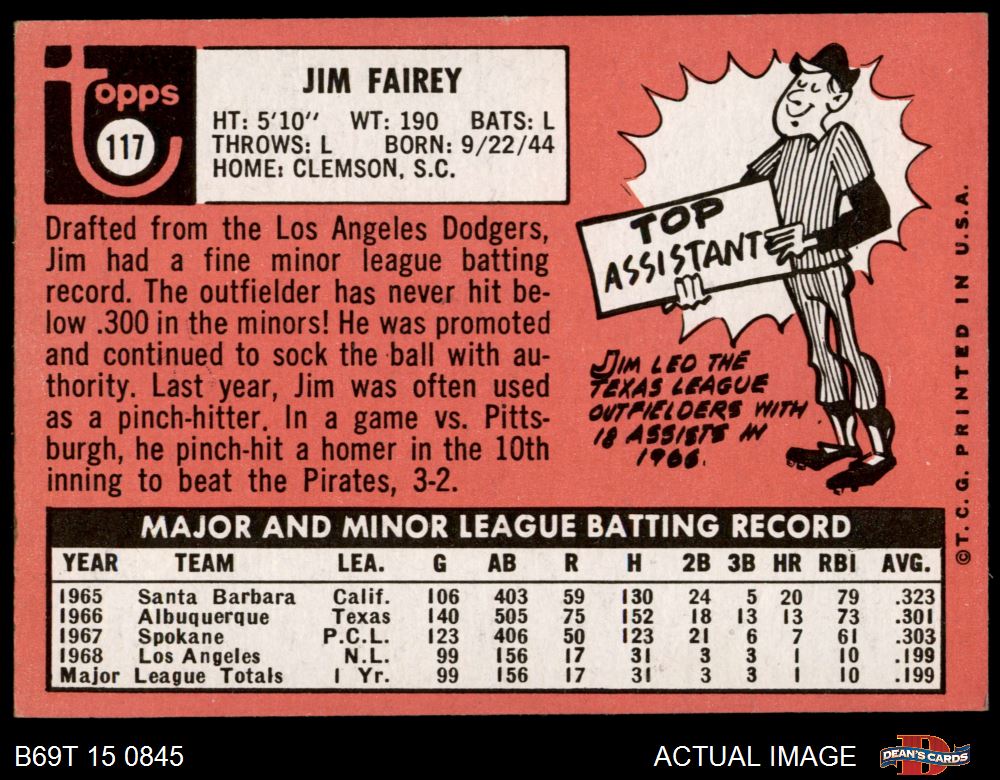 topps
117
JIM FAIREY
HT: 5'10" WT: 190 BATS: L
THROWS: L BORN: 9/22/44
HOME: CLEMSON, S.C.
Drafted from the Los Angeles Dodgers,
Jim had a fine minor league batting
record. The outfielder has never hit be-
low .300 in the minors! He was promoted
and continued to sock the ball with au-
thority. Last year, Jim was often used
as a pinch-hitter. In a game vs. Pitts-
burgh, he pinch-hit a homer in the 10th
inning to beat the Pirates, 3-2.
TOP
ASSISTANT
JIM LED THE
TEXAS LEAGUE
OUTFIELDERS WITH
18 ASSISTS IN
1966.
©T.C.G. PRINTED IN U.S.A.
MAJOR AND MINOR LEAGUE BATTING RECORD
YEAR TEAM LEA. G AB R H 2B 3B HR RBI AVG.
1965 Santa Barbara Calif. 106 403 59 130 24 5 20 79 .323
1966 Albuquerque Texas 140 505 75 152 18 13 13 73 .301
1967 Spokane P.C.L. 123 406 50 123 21 6 7 61 .303
1968 Los Angeles N.L. 99 156 17 31 3 3 1 10 .199
Major League Totals 1 Yr. 99 156 17 31 3 3 1 10 .199
B69T 15 0845 ACTUAL IMAGE DEAN'S CARDS